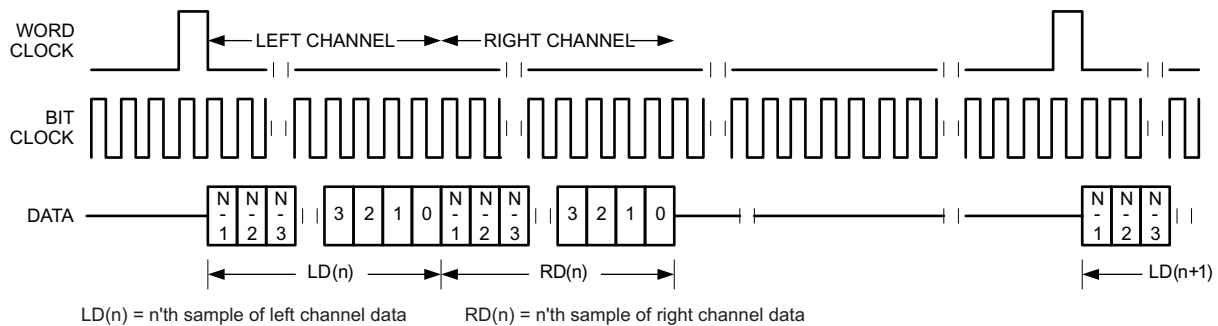 WORD
CLOCK
LEFT CHANNEL
RIGHT CHANNEL
BIT
CLOCK
DATA
N-1 N-2 N-3 3 2 1 0 N-1 N-2 N-3 3 2 1 0 N-1 N-2 N-3
LD(n) RD(n) LD(n+1)
LD(n) = n'th sample of left channel data RD(n) = n'th sample of right channel data